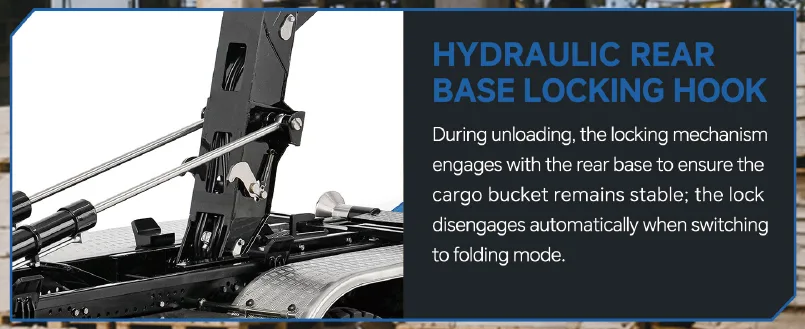 HYDRAULIC REAR
BASE LOCKING HOOK
During unloading, the locking mechanism
engages with the rear base to ensure the
cargo bucket remains stable; the lock
disengages automatically when switching
to folding mode.